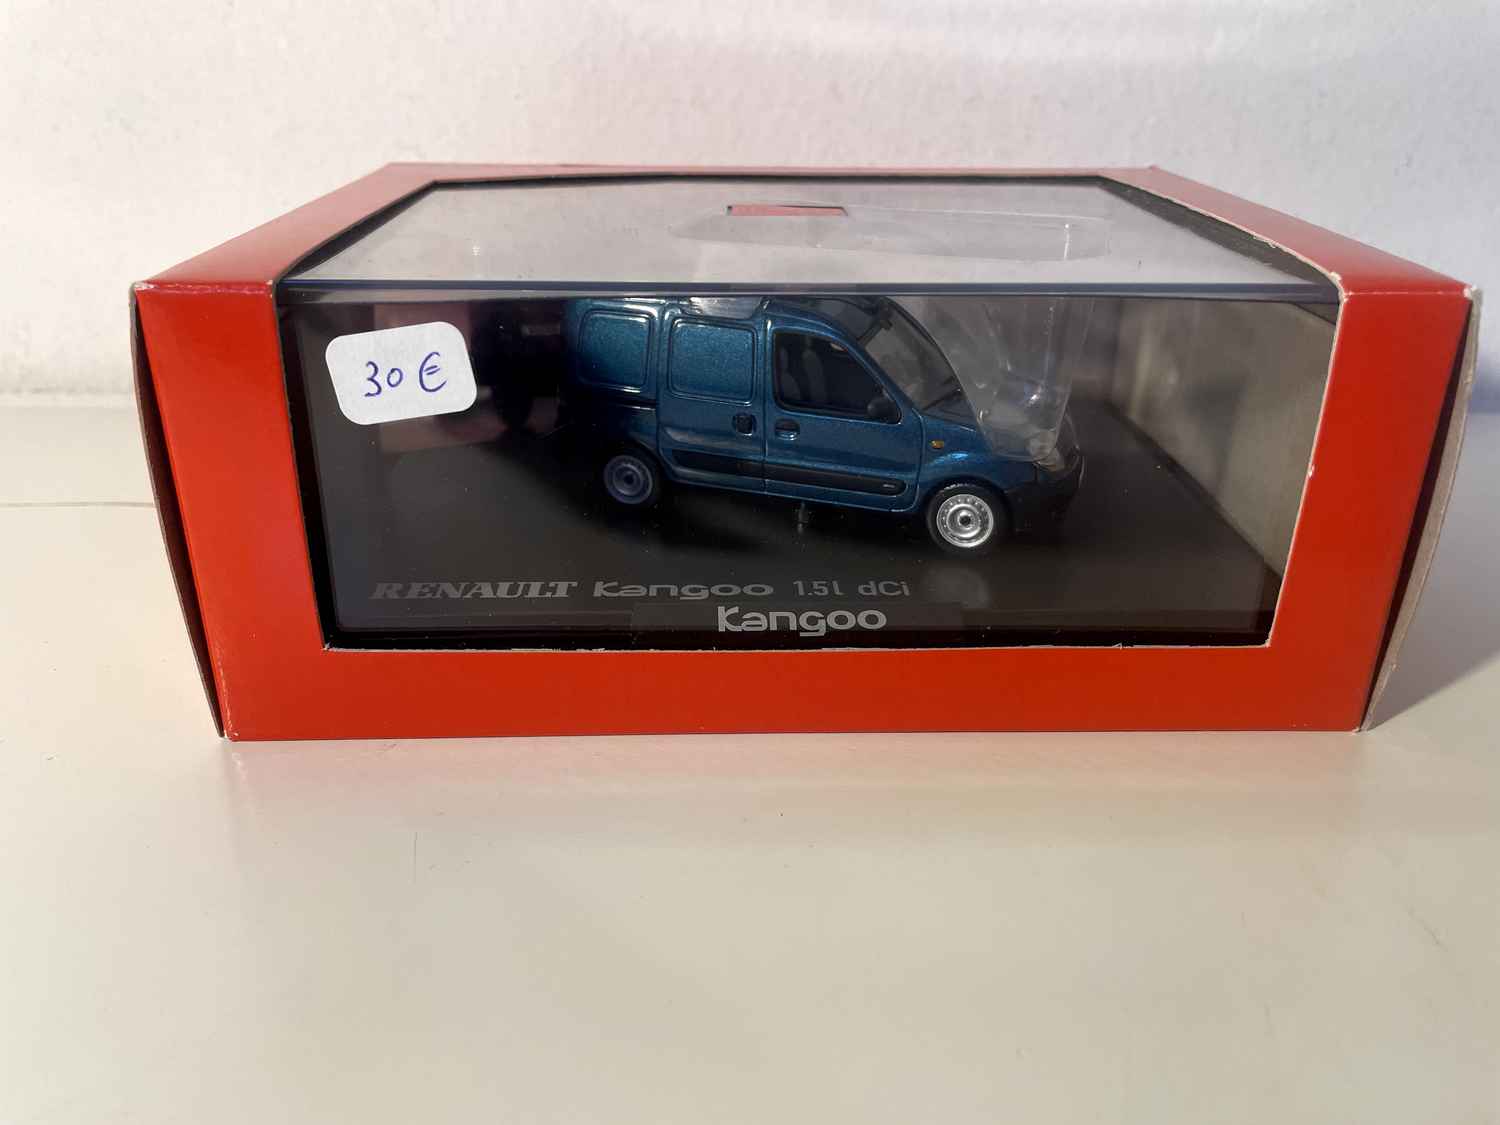 30 €
RENAULT Kangoo 1.5l dCi
Kangoo